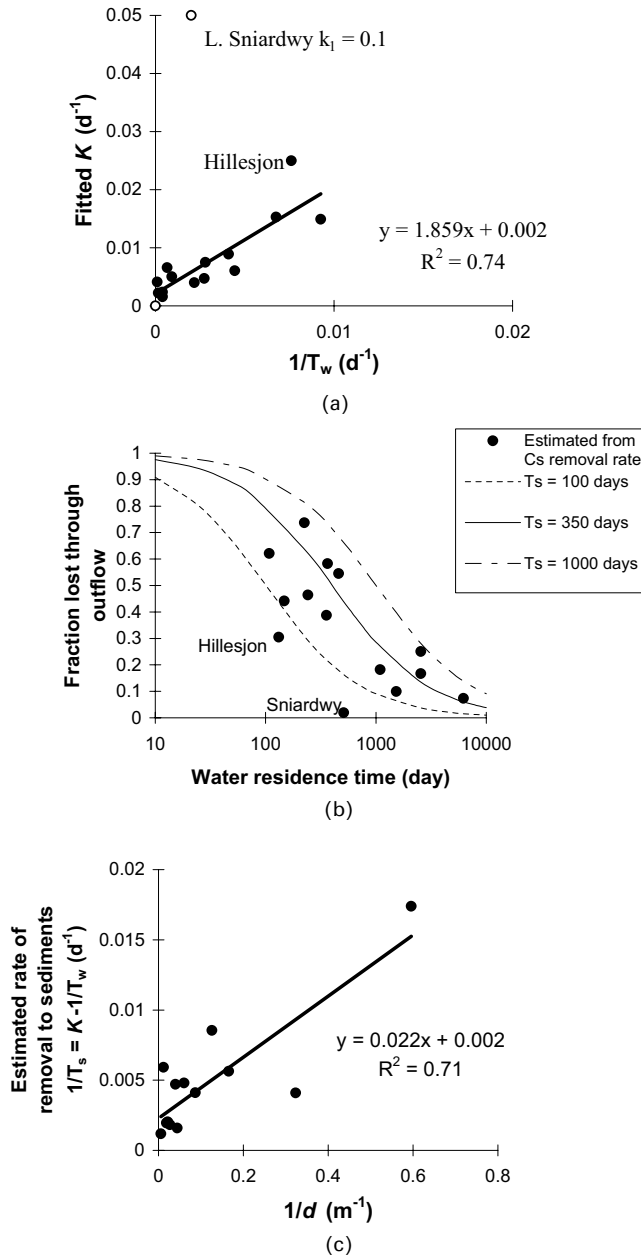 0.05
L. Sniardwy k₁ = 0.1
0.04
Fitted K (d⁻¹)
0.03
Hillesjon
0.02
y = 1.859x + 0.002
0.01
R² = 0.74
0
0
0.01
0.02
1/Tw (d⁻¹)
(a)
1
0.9
0.8
0.7
0.6
0.5
0.4
0.3
0.2
0.1
0
Fraction lost through
outflow
Hillesjon
Sniardwy
10
100
1000
10000
Water residence time (day)
(b)
Estimated from
Cs removal rate
Ts = 100 days
Ts = 350 days
Ts = 1000 days
0.02
0.015
0.01
0.005
0
Estimated rate of
removal to sediments
1/Ts = K -1/Tw (d⁻¹)
y = 0.022x + 0.002
R² = 0.71
0
0.2
0.4
0.6
0.8
1/d (m⁻¹)
(c)